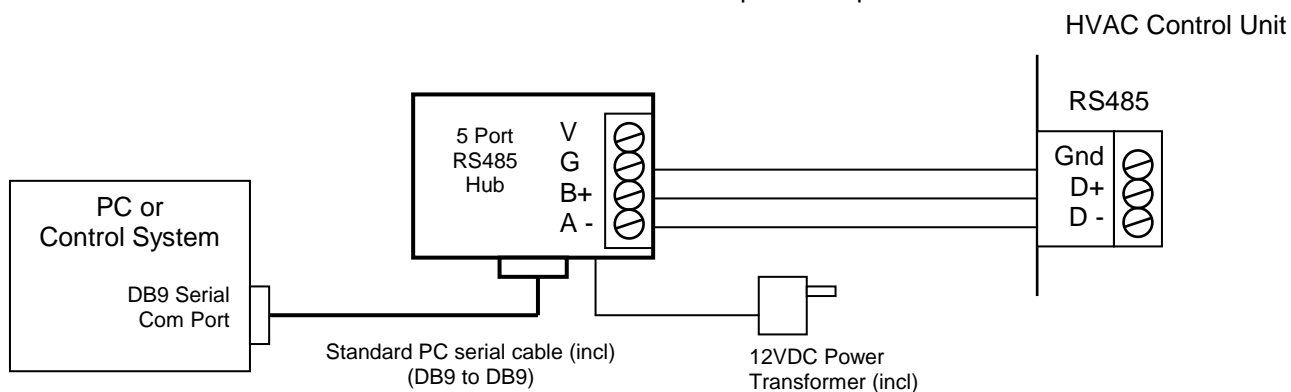 HVAC Control Unit
RS485
Gnd
D+
D -
5 Port
RS485
Hub
V
G
B+
A -
PC or
Control System
DB9 Serial
Com Port
Standard PC serial cable (incl)
(DB9 to DB9)
12VDC Power
Transformer (incl)